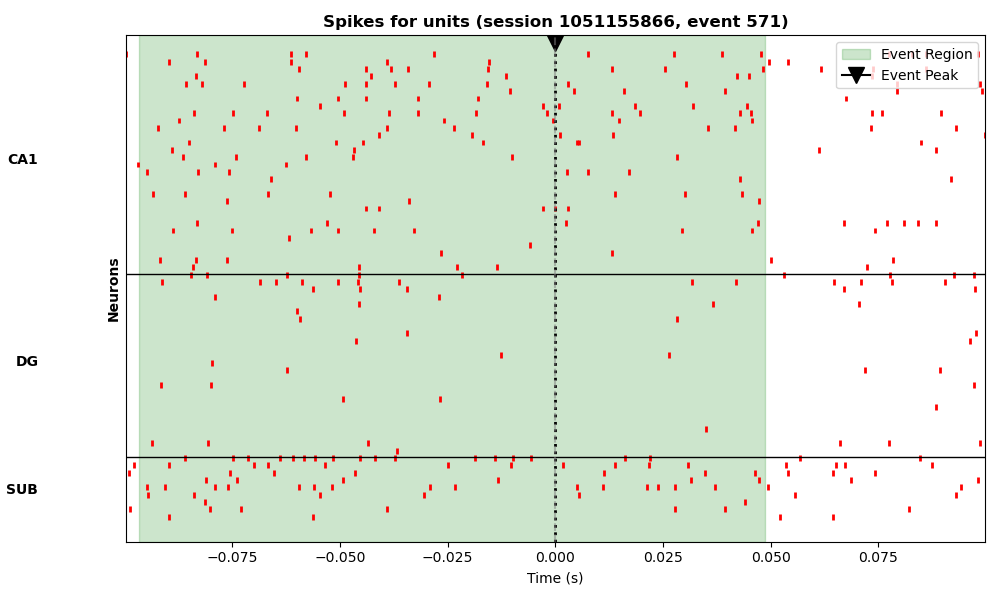 Spikes for units (session 1051155866, event 571)
Event Region
Event Peak
CA1
DG
SUB
Neurons
−0.075
−0.050
−0.025
0.000
0.025
0.050
0.075
Time (s)